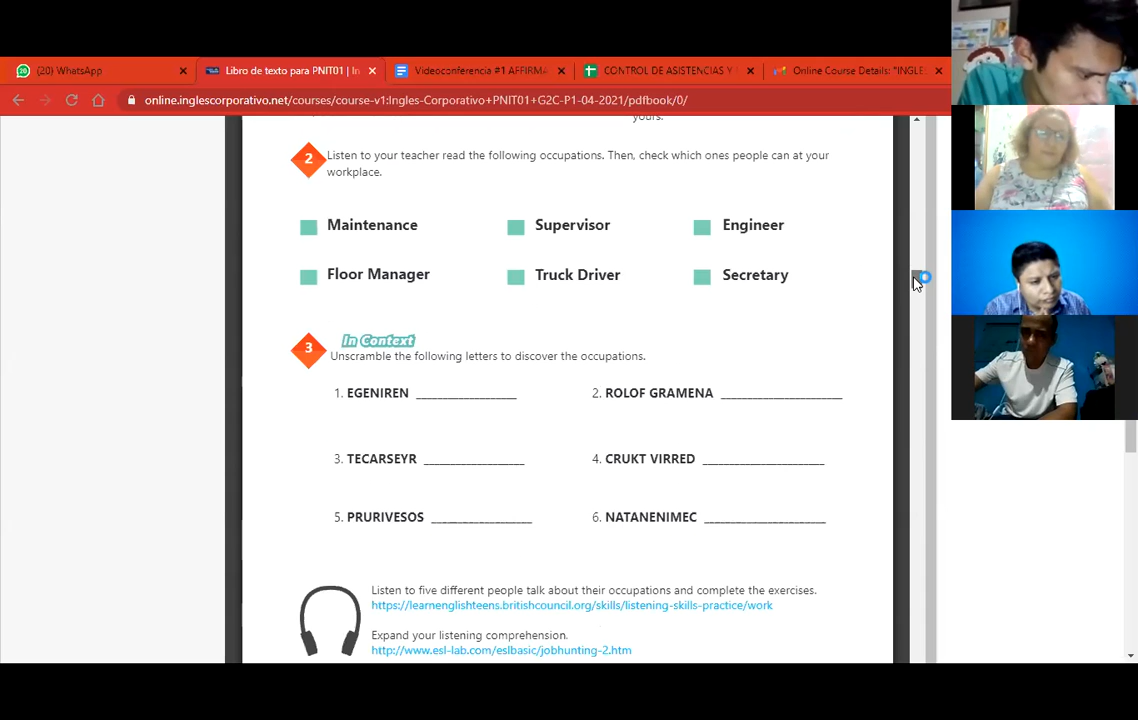 (20) WhatsApp
Libro de texto para PNIT01 | In
Videoconferencia #1 AFFIRMA
CONTROL DE ASISTENCIAS Y
Online Course Details: "INGLE
online.inglescorporativo.net/courses/course-v1:Ingles-Corporativo+PNIT01+G2C-P1-04-2021/pdfbook/0/
yours.
2
Listen to your teacher read the following occupations. Then, check which ones people can at your
workplace.
Maintenance
Supervisor
Engineer
Floor Manager
Truck Driver
Secretary
3
In Context
Unscramble the following letters to discover the occupations.
1. EGENIREN ____________________
2. ROLOF GRAMENA ________________________
3. TECARSEYR ____________________
4. CRUKT VIRRED ________________________
5. PRURIVESOS ____________________
6. NATANENIMEC ________________________
Listen to five different people talk about their occupations and complete the exercises.
https://learnenglishteens.britishcouncil.org/skills/listening-skills-practice/work
Expand your listening comprehension.
http://www.esl-lab.com/eslbasic/jobhunting-2.htm